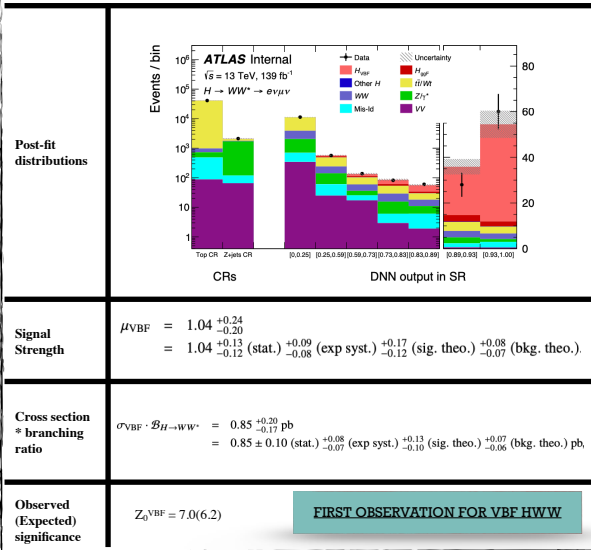 Post-fit
distributions
Events / bin
ATLAS Internal
√s = 13 TeV, 139 fb⁻¹
H → WW* → eνμν
Data
Uncertainty
H_VBF
H_ggF
Other H
tt̄/Wt
WW
Z/γ*
Mis-Id
VV
10⁶
10⁵
10⁴
10³
10²
10
1
80
60
40
20
0
Top CR Z+jets CR [0,0.25] [0.25,0.59] [0.59,0.73] [0.73,0.83] [0.83,0.89] [0.89,0.93] [0.93,1.00]
CRs DNN output in SR
Signal
Strength
μ_VBF = 1.04 +0.24 −0.20
= 1.04 +0.13 −0.12 (stat.) +0.09 −0.08 (exp syst.) +0.17 −0.12 (sig. theo.) +0.08 −0.07 (bkg. theo.).
Cross section
* branching
ratio
σ_VBF · 𝓑_H→WW* = 0.85 +0.20 −0.17 pb
= 0.85 ± 0.10 (stat.) +0.08 −0.07 (exp syst.) +0.13 −0.10 (sig. theo.) +0.07 −0.06 (bkg. theo.) pb,
Observed
(Expected)
significance
Z₀^VBF = 7.0(6.2)
FIRST OBSERVATION FOR VBF HWW